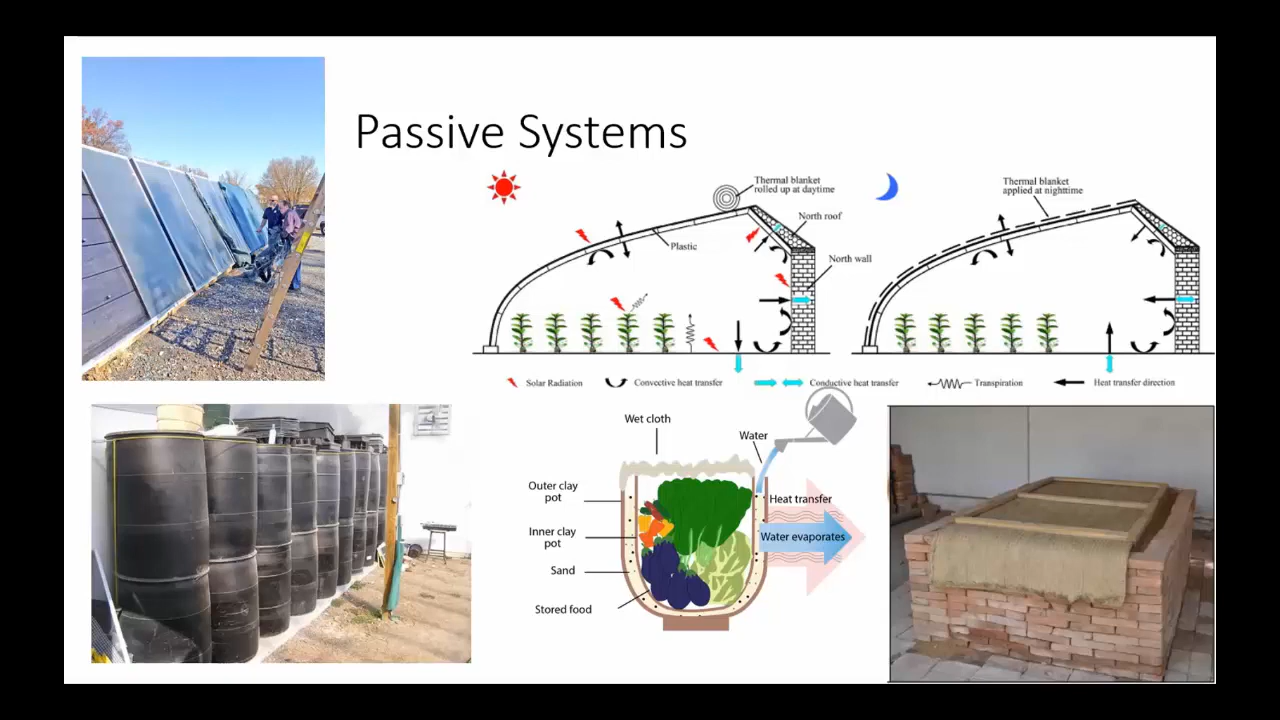 Passive Systems
Thermal blanket
rolled up at daytime
North roof
Plastic
North wall
Thermal blanket
applied at nighttime
Solar Radiation
Convective heat transfer
Conductive heat transfer
Transpiration
Heat transfer direction
Wet cloth
Water
Outer clay
pot
Heat transfer
Inner clay
pot
Water evaporates
Sand
Stored food